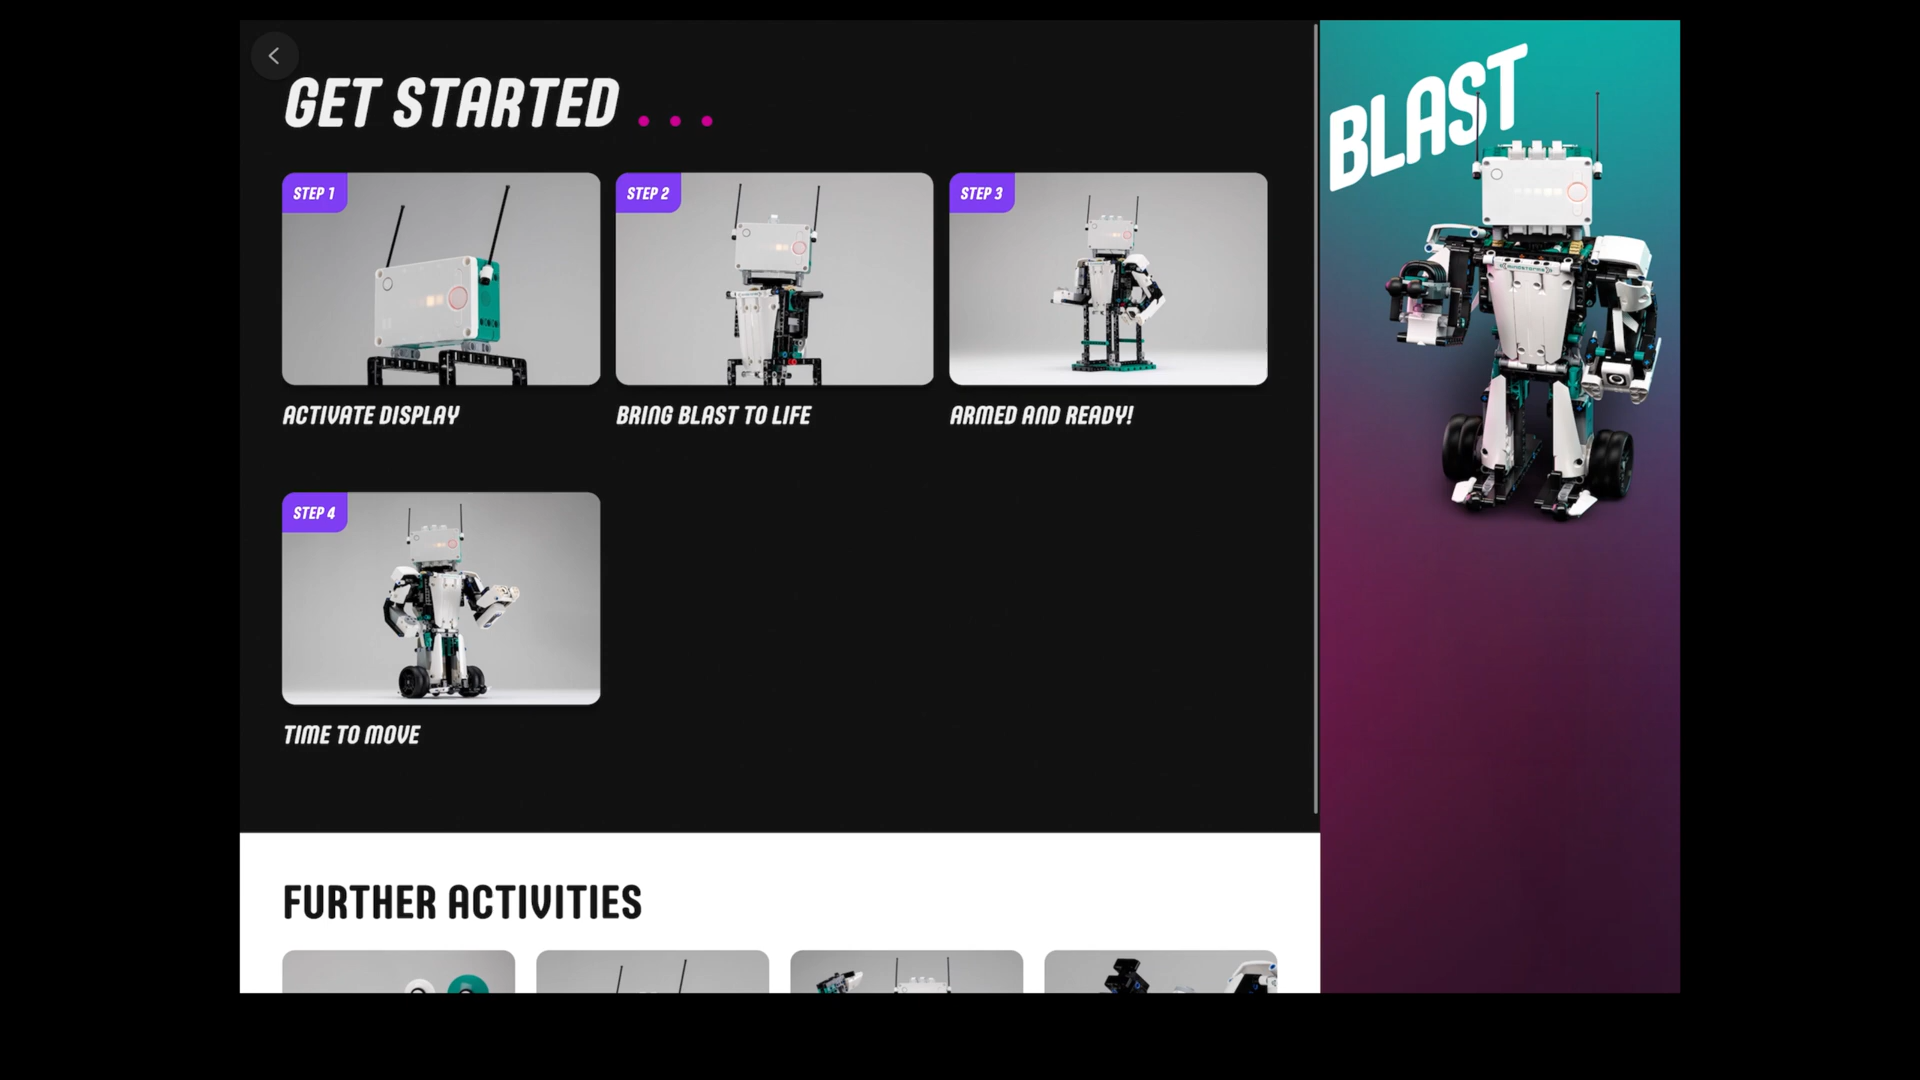 GET STARTED . . .
BLAST
STEP 1
STEP 2
STEP 3
ACTIVATE DISPLAY
BRING BLAST TO LIFE
ARMED AND READY!
STEP 4
TIME TO MOVE
FURTHER ACTIVITIES